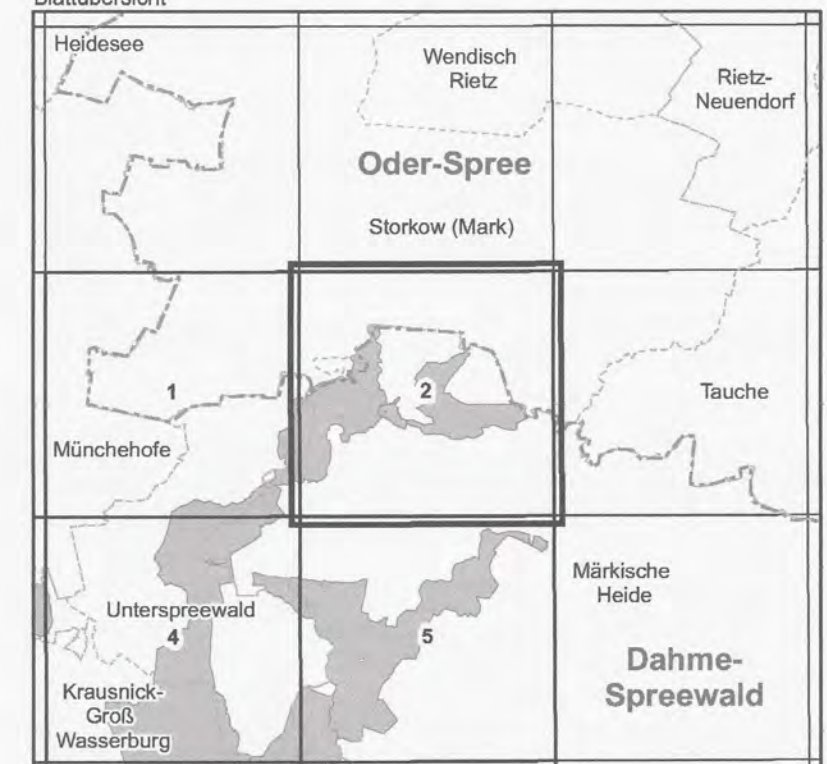 Blattübersicht
Heidesee
Wendisch
Rietz
Rietz-
Neuendorf
Oder-Spree
Storkow (Mark)
1
2
Tauche
Münchehofe
Märkische
Heide
Unterspreewald
4
5
Dahme-
Spreewald
Krausnick-
Groß
Wasserburg